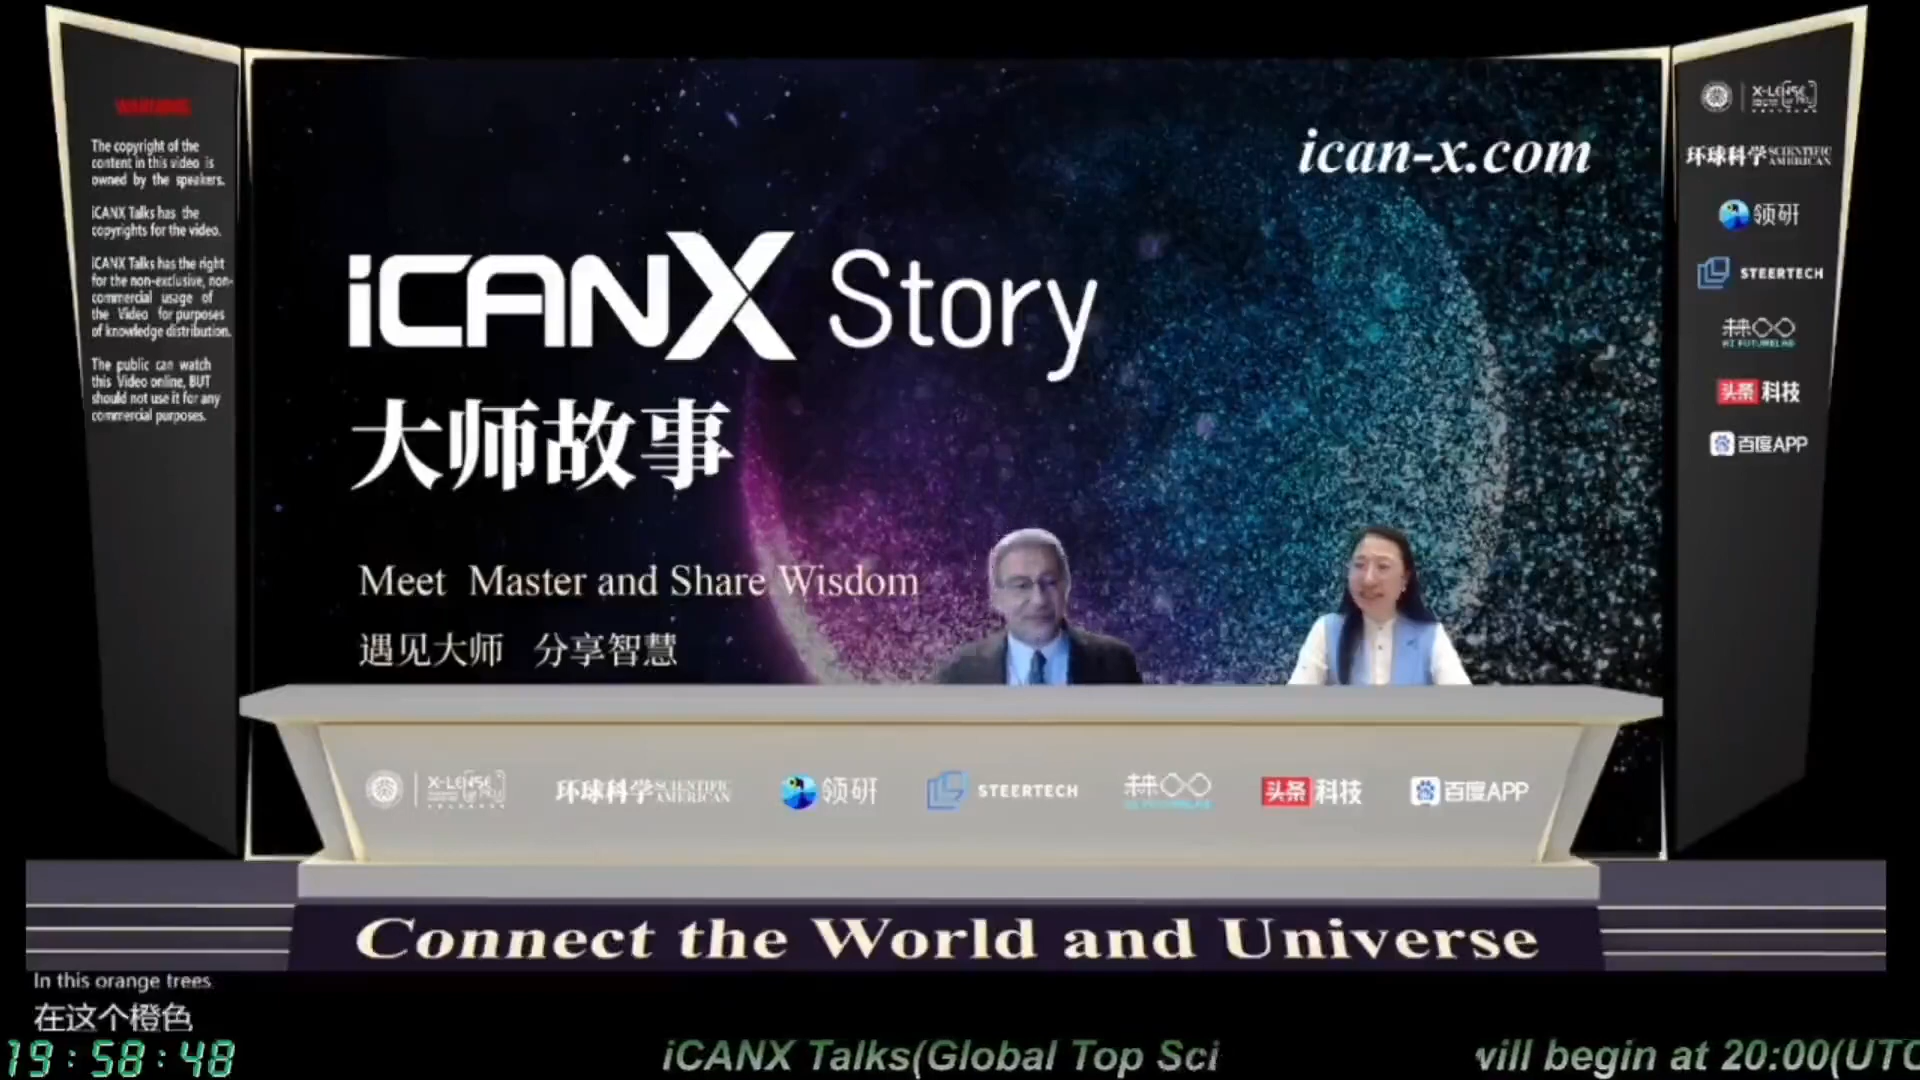 WARNING
The copyright of the
content in this video is
owned by the speakers.
iCANX Talks has the
copyrights for the video.
iCANX Talks has the right
for the non-exclusive, non-
commercial usage of
the Video for purposes
of knowledge distribution.
The public can watch
this Video online, BUT
should not use it for any
commercial purposes.
ican-x.com
iCANX Story
大师故事
Meet Master and Share Wisdom
遇见大师 分享智慧
X-LENSE
环球科学 SCIENTIFIC AMERICAN
领研
STEERTECH
头条 科技
百度APP
X-LENSE
环球科学 SCIENTIFIC AMERICAN
领研
STEERTECH
头条 科技
百度APP
Connect the World and Universe
In this orange trees
在这个橙色
19:58:48
iCANX Talks(Global Top Sci
will begin at 20:00(UTC